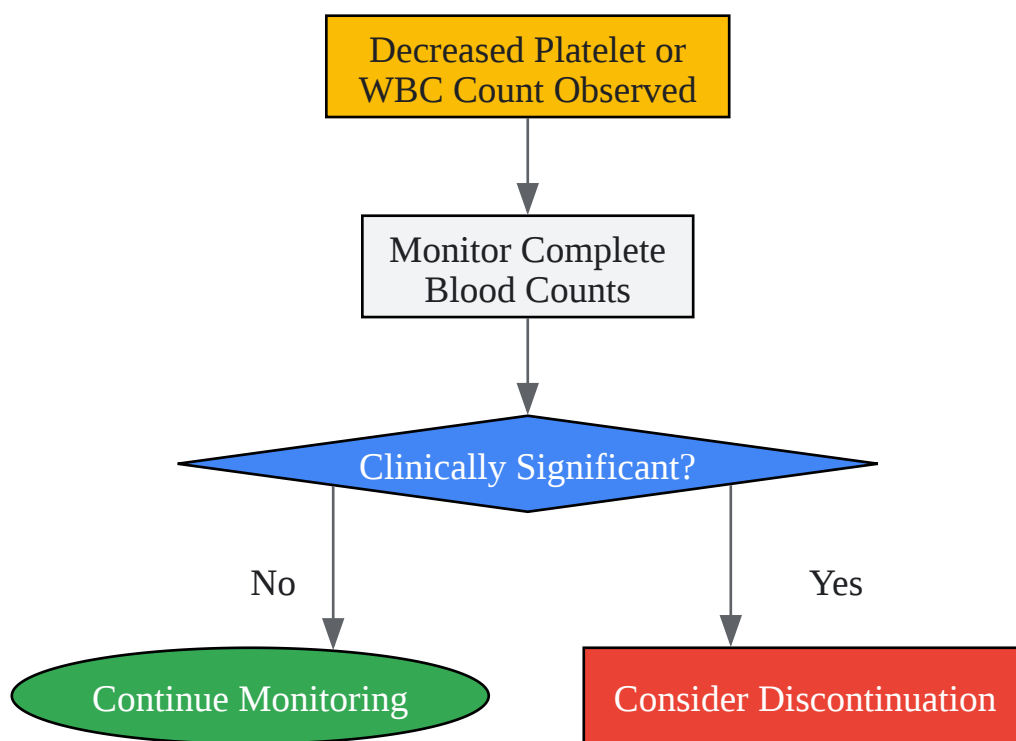 Decreased Platelet or
WBC Count Observed
Monitor Complete
Blood Counts
Clinically Significant?
No
Yes
Continue Monitoring
Consider Discontinuation